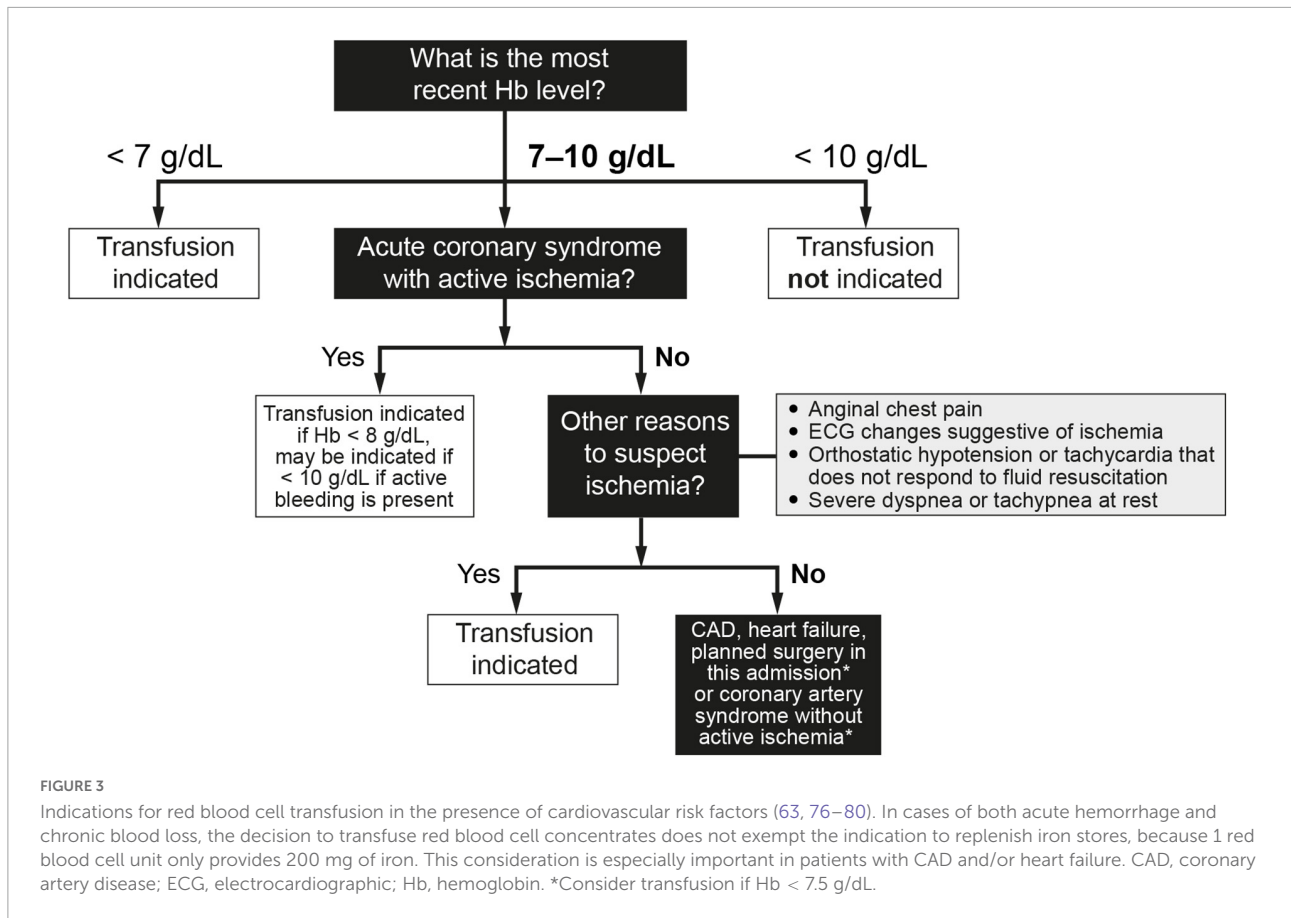 What is the most
recent Hb level?
< 7 g/dL
7–10 g/dL
< 10 g/dL
Transfusion
indicated
Acute coronary syndrome
with active ischemia?
Transfusion
not indicated
Yes
No
Transfusion indicated
if Hb < 8 g/dL,
may be indicated if
< 10 g/dL if active
bleeding is present
Other reasons
to suspect
ischemia?
• Anginal chest pain
• ECG changes suggestive of ischemia
• Orthostatic hypotension or tachycardia that
does not respond to fluid resuscitation
• Severe dyspnea or tachypnea at rest
Yes
No
Transfusion
indicated
CAD, heart failure,
planned surgery in
this admission*
or coronary artery
syndrome without
active ischemia*
FIGURE 3
Indications for red blood cell transfusion in the presence of cardiovascular risk factors (63, 76–80). In cases of both acute hemorrhage and
chronic blood loss, the decision to transfuse red blood cell concentrates does not exempt the indication to replenish iron stores, because 1 red
blood cell unit only provides 200 mg of iron. This consideration is especially important in patients with CAD and/or heart failure. CAD, coronary
artery disease; ECG, electrocardiographic; Hb, hemoglobin. *Consider transfusion if Hb < 7.5 g/dL.